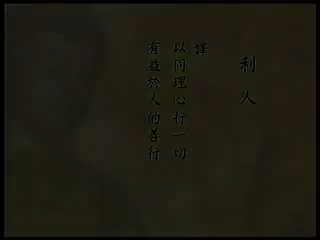 利人
譯
以同理心行一切
有益於人的善行